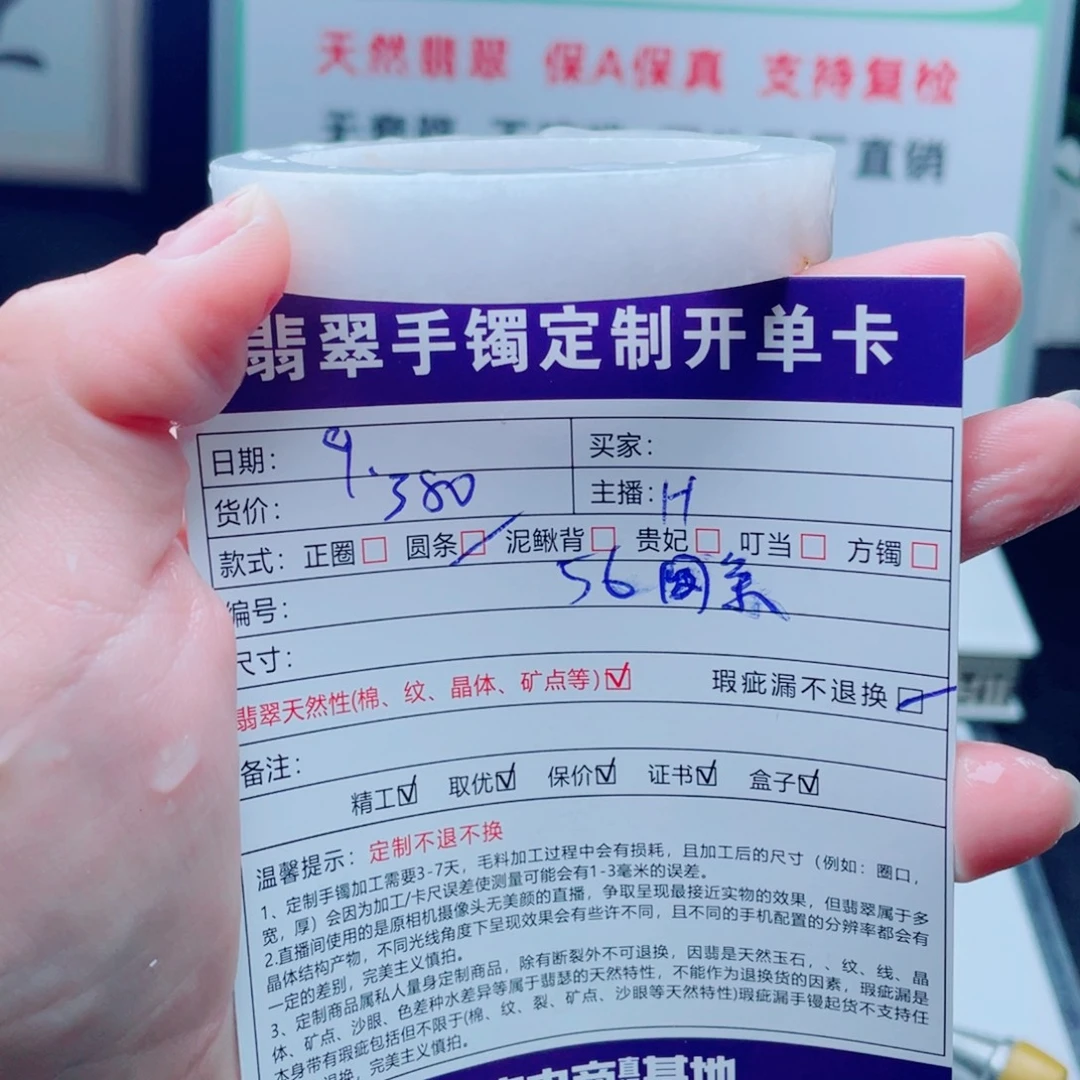 天然翡翠 保A保真 支持复检
直销
翡翠手镯定制开单卡
日期: 9. 买家:
货价: 380 主播: H
款式: 正圈 圆条 泥鳅背 贵妃 叮当 方镯
编号: 56圆条
尺寸:
翡翠天然性(棉、纹、晶体、矿点等) 瑕疵漏不退换
备注:
精工 取优 保价 证书 盒子
温馨提示: 定制不退不换
1、定制手镯加工需要3-7天，毛料加工过程中会有损耗，且加工后的尺寸（例如：圈口，
宽，厚）会因为加工/卡尺误差使测量可能会有1-3毫米的误差。
2.直播间使用的是原相机摄像头无美颜的直播，争取呈现最接近实物的效果，但翡翠属于多
晶体结构产物，不同光线角度下呈现效果会有些许不同，且不同的手机配置的分辨率都会有
一定的差别，完美主义慎拍。
3、定制商品属私人量身定制商品，除有断裂外不可退换，因翡是天然玉石，、纹、线、晶
体、矿点、沙眼、色差种水差异等属于翡瑟的天然特性，不能作为退换货的因素，瑕疵漏是
本身带有瑕疵包括但不限于(棉、纹、裂、矿点、沙眼等天然特性)瑕疵漏手镘起货不支持任
退换，完美主义慎拍。
基地